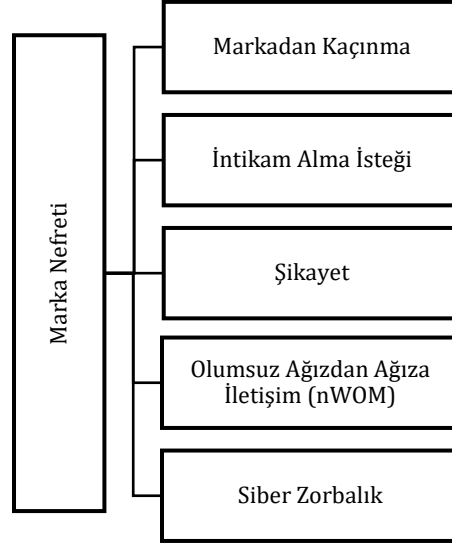 Marka Nefreti
Markadan Kaçınma
İntikam Alma İsteği
Şikayet
Olumsuz Ağızdan Ağıza
İletişim (nWOM)
Siber Zorbalık